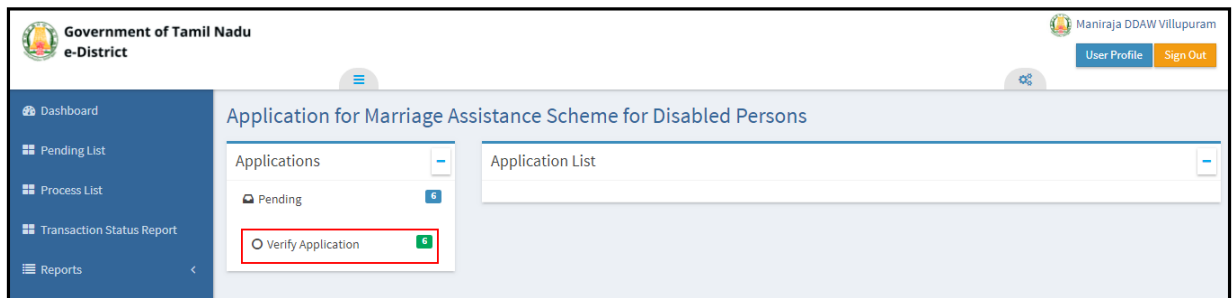 Government of Tamil Nadu
e-District
Maniraja DDAW Villupuram
User Profile
Sign Out
Dashboard
Pending List
Process List
Transaction Status Report
Reports
Application for Marriage Assistance Scheme for Disabled Persons
Applications
Pending 6
Verify Application 6
Application List